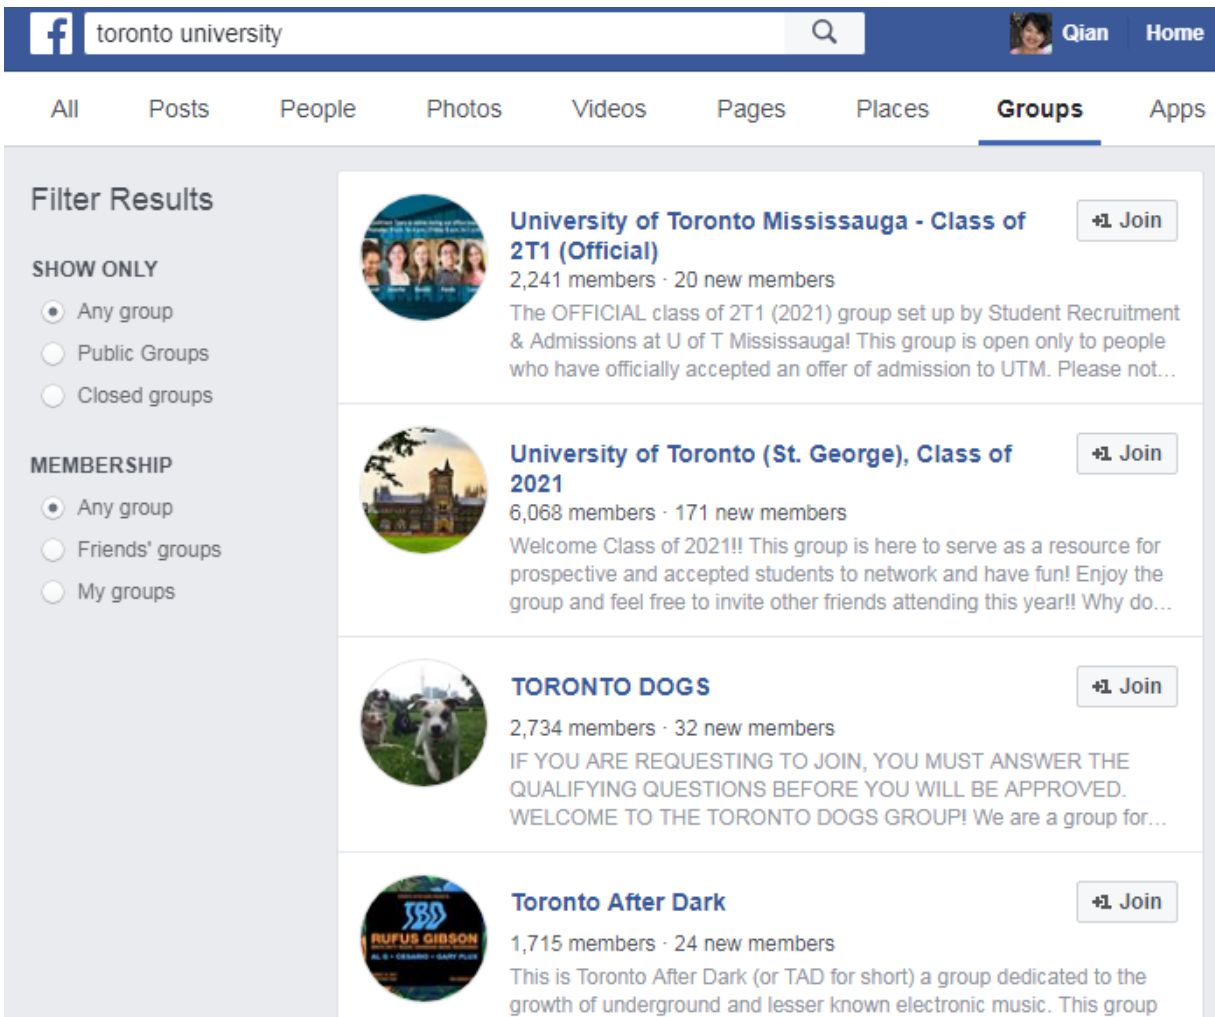 f
toronto university
Qian
Home
All
Posts
People
Photos
Videos
Pages
Places
Groups
Apps
Filter Results
SHOW ONLY
Any group
Public Groups
Closed groups
MEMBERSHIP
Any group
Friends' groups
My groups
University of Toronto Mississauga - Class of
2T1 (Official)
+1 Join
2,241 members · 20 new members
The OFFICIAL class of 2T1 (2021) group set up by Student Recruitment
& Admissions at U of T Mississauga! This group is open only to people
who have officially accepted an offer of admission to UTM. Please not...
University of Toronto (St. George), Class of
2021
+1 Join
6,068 members · 171 new members
Welcome Class of 2021!! This group is here to serve as a resource for
prospective and accepted students to network and have fun! Enjoy the
group and feel free to invite other friends attending this year!! Why do...
TORONTO DOGS
+1 Join
2,734 members · 32 new members
IF YOU ARE REQUESTING TO JOIN, YOU MUST ANSWER THE
QUALIFYING QUESTIONS BEFORE YOU WILL BE APPROVED.
WELCOME TO THE TORONTO DOGS GROUP! We are a group for...
TBD
RUFUS GIBSON
AL G • CESARIO • GARY PLUS
Toronto After Dark
+1 Join
1,715 members · 24 new members
This is Toronto After Dark (or TAD for short) a group dedicated to the
growth of underground and lesser known electronic music. This group